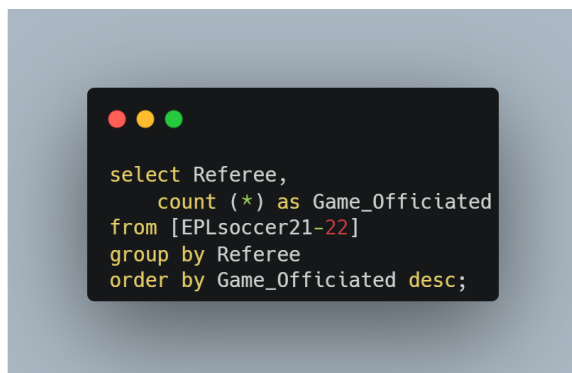 select Referee,
    count (*) as Game_Officiated
from [EPLsoccer21-22]
group by Referee
order by Game_Officiated desc;